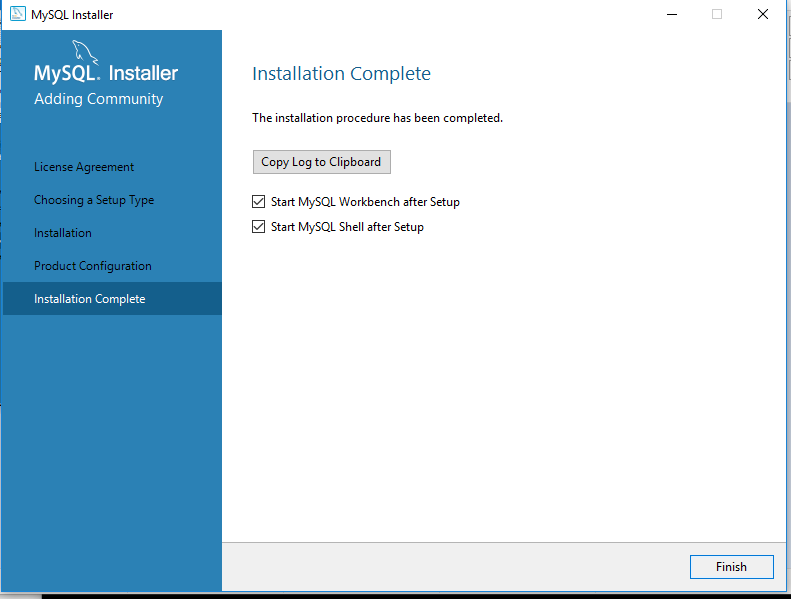 MySQL Installer
MySQL. Installer
Adding Community
License Agreement
Choosing a Setup Type
Installation
Product Configuration
Installation Complete
Installation Complete
The installation procedure has been completed.
Copy Log to Clipboard
Start MySQL Workbench after Setup
Start MySQL Shell after Setup
Finish